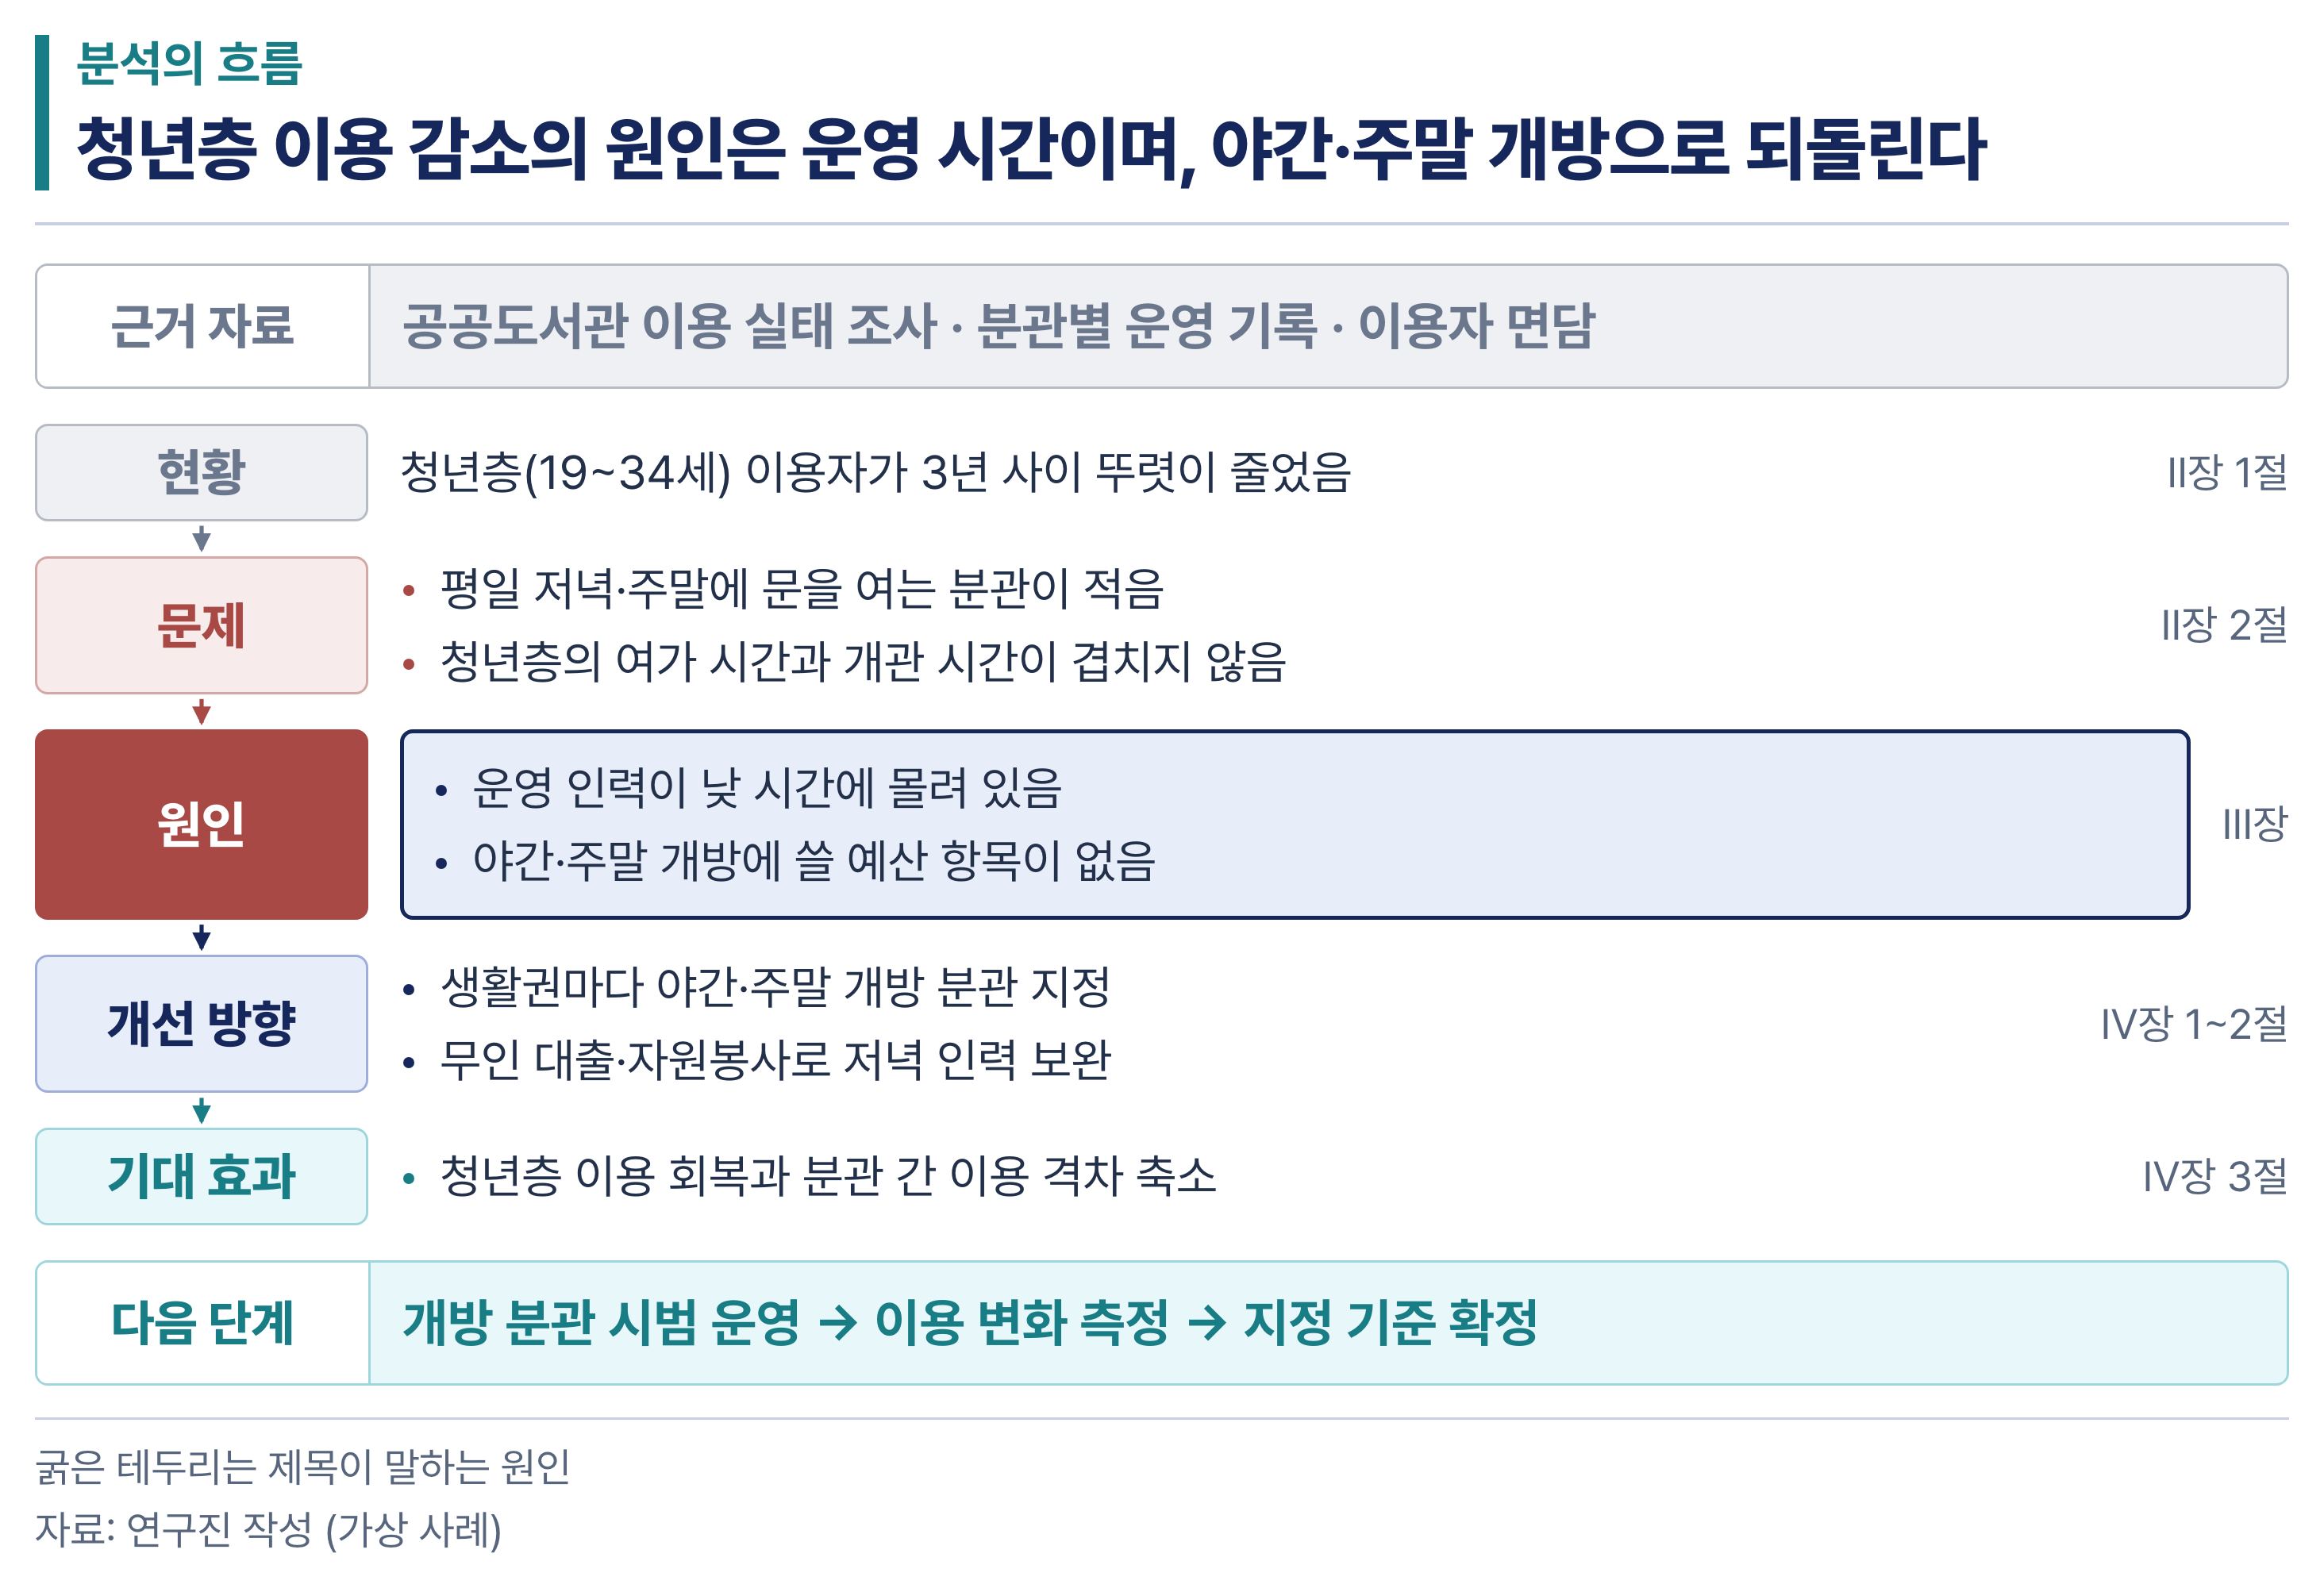 분석의 흐름
청년층 이용 감소의 원인은 운영 시간이며, 야간·주말 개방으로 되돌린다
근거 자료
공공도서관 이용 실태 조사 · 분관별 운영 기록 · 이용자 면담
현황
청년층(19~34세) 이용자가 3년 사이 뚜렷이 줄었음
II장 1절
문제
• 평일 저녁·주말에 문을 여는 분관이 적음
• 청년층의 여가 시간과 개관 시간이 겹치지 않음
II장 2절
원인
• 운영 인력이 낮 시간에 몰려 있음
• 야간·주말 개방에 쓸 예산 항목이 없음
III장
개선 방향
• 생활권마다 야간·주말 개방 분관 지정
• 무인 대출·자원봉사로 저녁 인력 보완
IV장 1~2절
기대 효과
• 청년층 이용 회복과 분관 간 이용 격차 축소
IV장 3절
다음 단계
개방 분관 시범 운영 → 이용 변화 측정 → 지정 기준 확정
굵은 테두리는 제목이 말하는 원인
자료: 연구진 작성 (가상 사례)